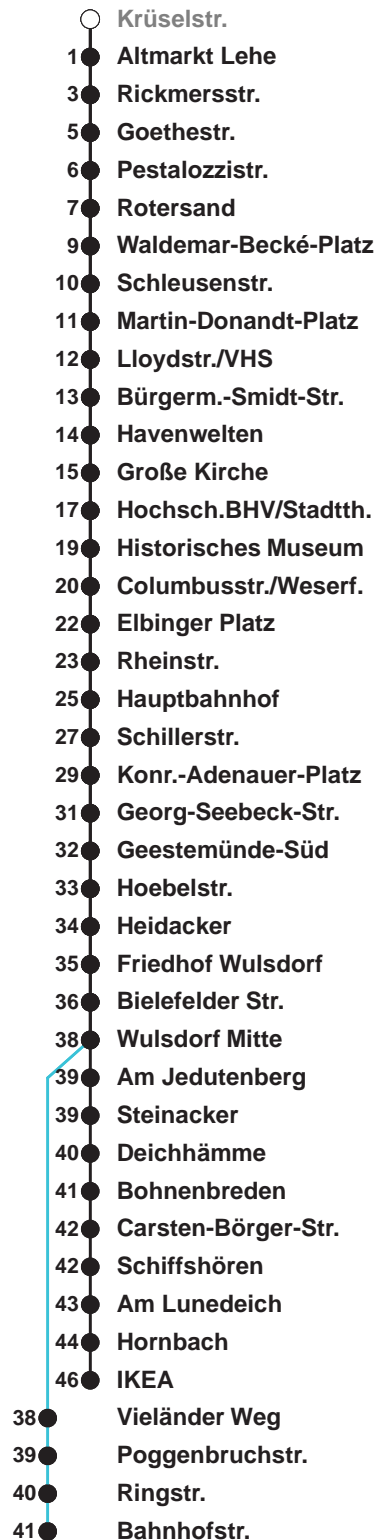 Krüselstr.
1 Altmarkt Lehe
3 Rickmersstr.
5 Goethestr.
6 Pestalozzistr.
7 Rotersand
9 Waldemar-Becké-Platz
10 Schleusenstr.
11 Martin-Donandt-Platz
12 Lloydstr./VHS
13 Bürgerm.-Smidt-Str.
14 Havenwelten
15 Große Kirche
17 Hochsch.BHV/Stadtth.
19 Historisches Museum
20 Columbusstr./Weserf.
22 Elbinger Platz
23 Rheinstr.
25 Hauptbahnhof
27 Schillerstr.
29 Konr.-Adenauer-Platz
31 Georg-Seebeck-Str.
32 Geestemünde-Süd
33 Hoebelstr.
34 Heidacker
35 Friedhof Wulsdorf
36 Bielefelder Str.
38 Wulsdorf Mitte
39 Am Jedutenberg
39 Steinacker
40 Deichhämme
41 Bohnenbreden
42 Carsten-Börger-Str.
42 Schiffshören
43 Am Lunedeich
44 Hornbach
46 IKEA
38 Vieländer Weg
39 Poggenbruchstr.
40 Ringstr.
41 Bahnhofstr.